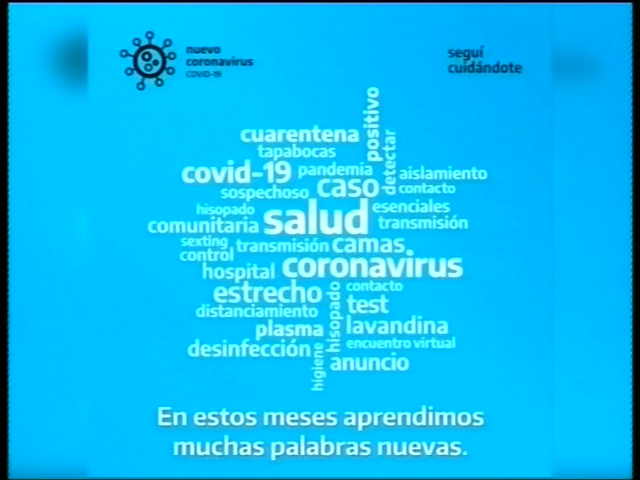 nuevo
coronavirus
COVID-19
seguí
cuidándote
positivo
cuarentena
detectar
tapabocas
covid-19
pandemia
aislamiento
sospechoso
caso
contacto
hisopado
salud
esenciales
comunitaria
transmisión
sexting
transmisión
camas
control
hospital
coronavirus
estrecho
hisopado
contacto
distanciamiento
test
plasma
lavandina
desinfección
higiene
encuentro virtual
anuncio
En estos meses aprendimos
muchas palabras nuevas.